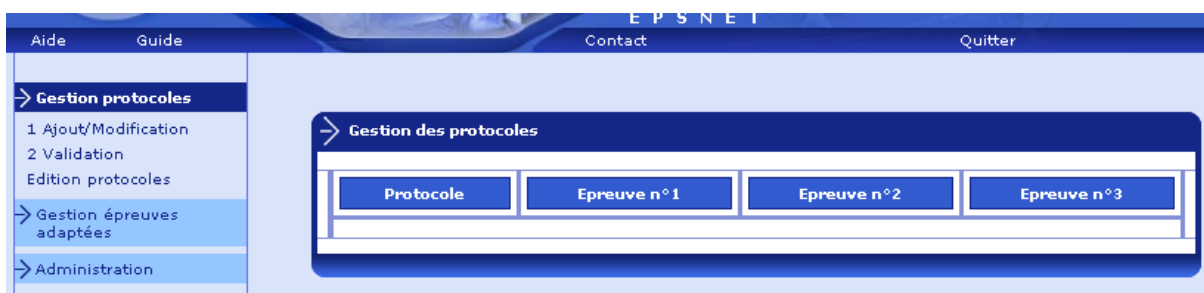 EPSNET
Aide Guide Contact Quitter
Gestion protocoles
1 Ajout/Modification
2 Validation
Edition protocoles
Gestion épreuves
adaptées
Administration
Gestion des protocoles
Protocole Epreuve n°1 Epreuve n°2 Epreuve n°3